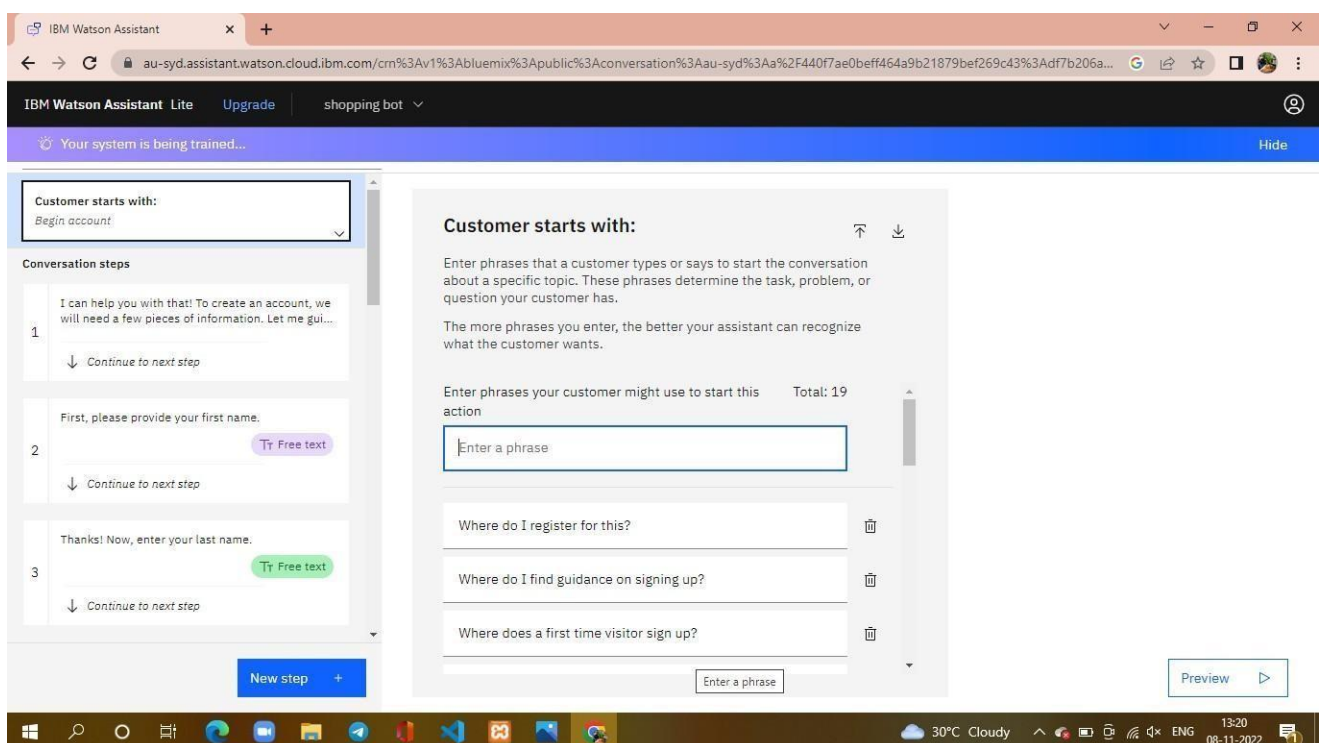 IBM Watson Assistant
au-syd.assistant.watson.cloud.ibm.com/crn%3Av1%3Abluemix%3Apublic%3Aconversation%3Aau-syd%3Aa%2F440f7ae0beff464a9b21879bef269c43%3Adf7b206a...
IBM Watson Assistant Lite Upgrade shopping bot
Your system is being trained... Hide
Customer starts with:
Begin account
Conversation steps
1
I can help you with that! To create an account, we
will need a few pieces of information. Let me gui...
Continue to next step
2
First, please provide your first name.
Free text
Continue to next step
3
Thanks! Now, enter your last name.
Free text
Continue to next step
New step +
Customer starts with:
Enter phrases that a customer types or says to start the conversation
about a specific topic. These phrases determine the task, problem, or
question your customer has.
The more phrases you enter, the better your assistant can recognize
what the customer wants.
Enter phrases your customer might use to start this Total: 19
action
Enter a phrase
Where do I register for this?
Where do I find guidance on signing up?
Where does a first time visitor sign up?
Enter a phrase
Preview
30°C Cloudy ENG 13:20
08-11-2022